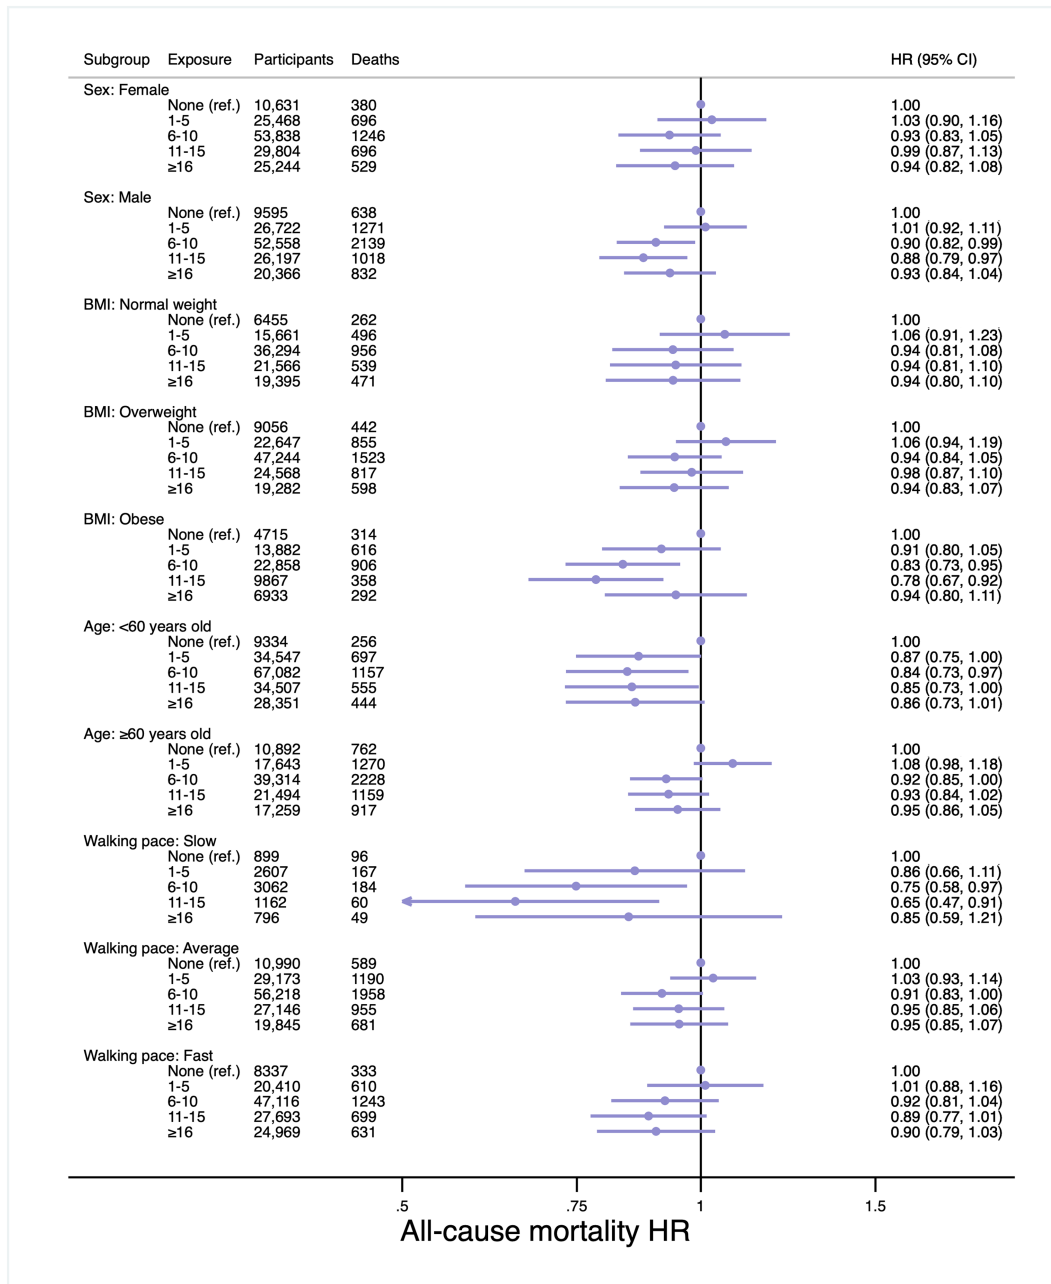 Subgroup Exposure Participants Deaths HR (95% CI)
Sex: Female
None (ref.) 10,631 380 1.00
1-5 25,468 696 1.03 (0.90, 1.16)
6-10 53,838 1246 0.93 (0.83, 1.05)
11-15 29,804 696 0.99 (0.87, 1.13)
≥16 25,244 529 0.94 (0.82, 1.08)
Sex: Male
None (ref.) 9595 638 1.00
1-5 26,722 1271 1.01 (0.92, 1.11)
6-10 52,558 2139 0.90 (0.82, 0.99)
11-15 26,197 1018 0.88 (0.79, 0.97)
≥16 20,366 832 0.93 (0.84, 1.04)
BMI: Normal weight
None (ref.) 6455 262 1.00
1-5 15,661 496 1.06 (0.91, 1.23)
6-10 36,294 956 0.94 (0.81, 1.08)
11-15 21,566 539 0.94 (0.81, 1.10)
≥16 19,395 471 0.94 (0.80, 1.10)
BMI: Overweight
None (ref.) 9056 442 1.00
1-5 22,647 855 1.06 (0.94, 1.19)
6-10 47,244 1523 0.94 (0.84, 1.05)
11-15 24,568 817 0.98 (0.87, 1.10)
≥16 19,282 598 0.94 (0.83, 1.07)
BMI: Obese
None (ref.) 4715 314 1.00
1-5 13,882 616 0.91 (0.80, 1.05)
6-10 22,858 906 0.83 (0.73, 0.95)
11-15 9867 358 0.78 (0.67, 0.92)
≥16 6933 292 0.94 (0.80, 1.11)
Age: <60 years old
None (ref.) 9334 256 1.00
1-5 34,547 697 0.87 (0.75, 1.00)
6-10 67,082 1157 0.84 (0.73, 0.97)
11-15 34,507 555 0.85 (0.73, 1.00)
≥16 28,351 444 0.86 (0.73, 1.01)
Age: ≥60 years old
None (ref.) 10,892 762 1.00
1-5 17,643 1270 1.08 (0.98, 1.18)
6-10 39,314 2228 0.92 (0.85, 1.00)
11-15 21,494 1159 0.93 (0.84, 1.02)
≥16 17,259 917 0.95 (0.86, 1.05)
Walking pace: Slow
None (ref.) 899 96 1.00
1-5 2607 167 0.86 (0.66, 1.11)
6-10 3062 184 0.75 (0.58, 0.97)
11-15 1162 60 0.65 (0.47, 0.91)
≥16 796 49 0.85 (0.59, 1.21)
Walking pace: Average
None (ref.) 10,990 589 1.00
1-5 29,173 1190 1.03 (0.93, 1.14)
6-10 56,218 1958 0.91 (0.83, 1.00)
11-15 27,146 955 0.95 (0.85, 1.06)
≥16 19,845 681 0.95 (0.85, 1.07)
Walking pace: Fast
None (ref.) 8337 333 1.00
1-5 20,410 610 1.01 (0.88, 1.16)
6-10 47,116 1243 0.92 (0.81, 1.04)
11-15 27,693 699 0.89 (0.77, 1.01)
≥16 24,969 631 0.90 (0.79, 1.03)
.5 .75 1 1.5
All-cause mortality HR